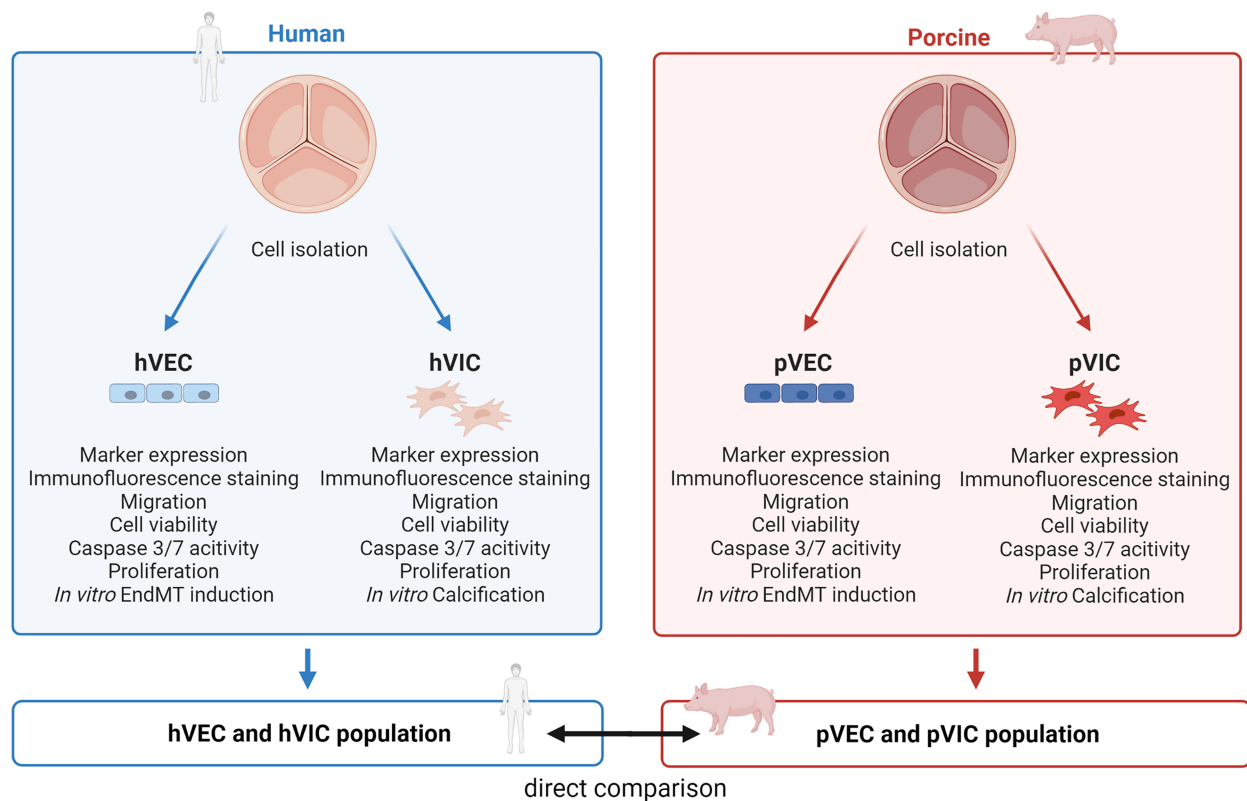 Human
Cell isolation
hVEC
Marker expression
Immunofluorescence staining
Migration
Cell viability
Caspase 3/7 acitivity
Proliferation
In vitro EndMT induction
hVIC
Marker expression
Immunofluorescence staining
Migration
Cell viability
Caspase 3/7 acitivity
Proliferation
In vitro Calcification
Porcine
Cell isolation
pVEC
Marker expression
Immunofluorescence staining
Migration
Cell viability
Caspase 3/7 acitivity
Proliferation
In vitro EndMT induction
pVIC
Marker expression
Immunofluorescence staining
Migration
Cell viability
Caspase 3/7 acitivity
Proliferation
In vitro Calcification
hVEC and hVIC population
pVEC and pVIC population
direct comparison